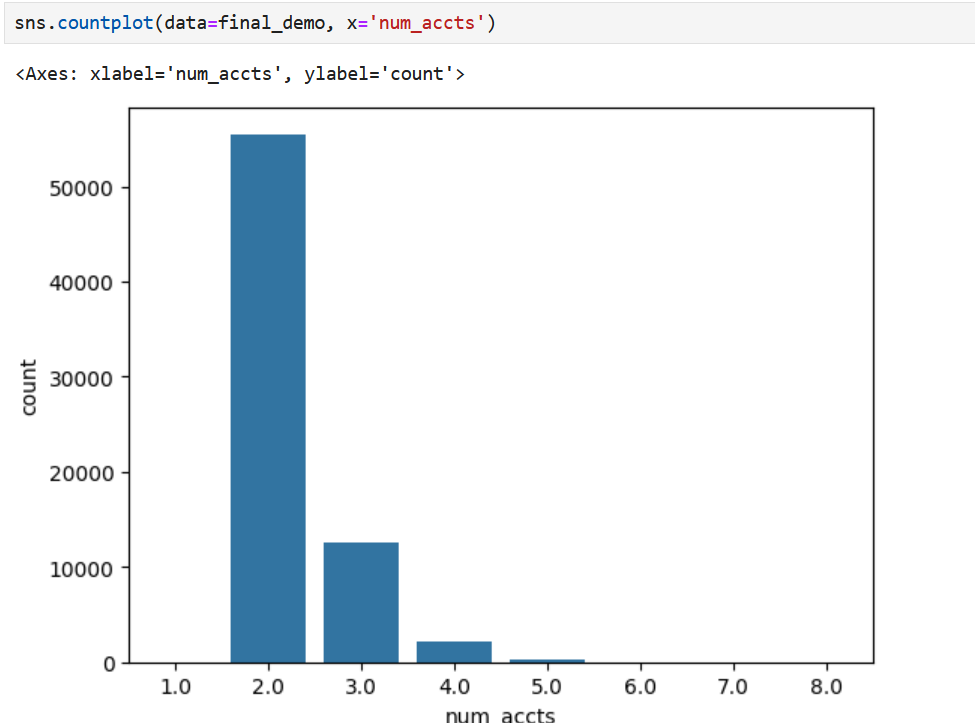 sns.countplot(data=final_demo, x='num_accts')
<Axes: xlabel='num_accts', ylabel='count'>
50000
40000
30000
20000
10000
0
count
1.0 2.0 3.0 4.0 5.0 6.0 7.0 8.0
num_accts